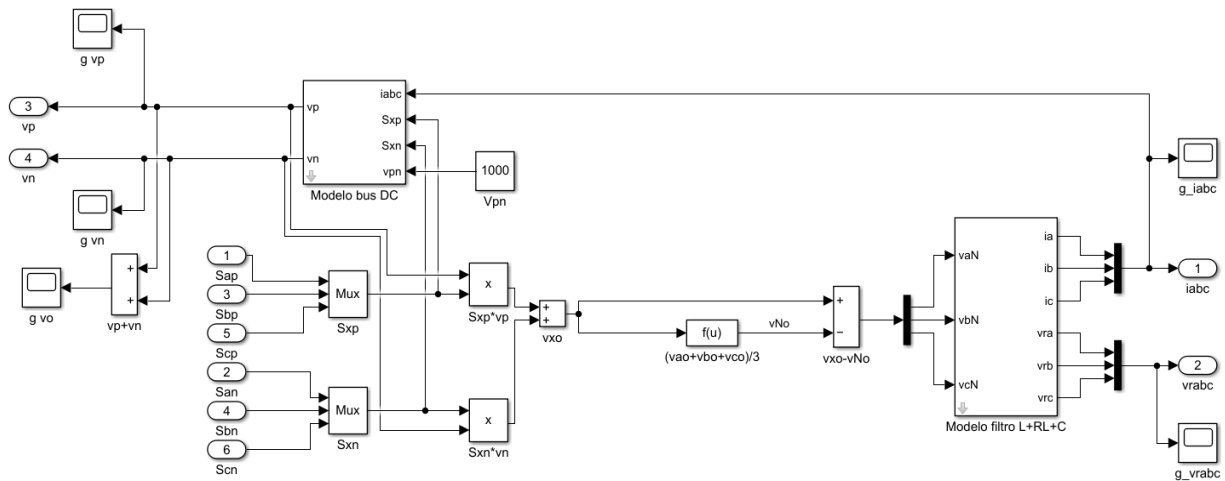 g vp
3
vp
4
vn
g vn
g vo
+
+
vp+vn
vp
vn
iabc
Sxp
Sxn
vpn
Modelo bus DC
1000
Vpn
1
Sap
3
Sbp
5
Scp
2
San
4
Sbn
6
Scn
Mux
Sxp
Mux
Sxn
x
Sxp*vp
x
Sxn*vn
+
+
vxo
f(u)
(vao+vbo+vco)/3
vNo
+
−
vxo-vNo
vaN
vbN
vcN
ia
ib
ic
vra
vrb
vrc
Modelo filtro L+RL+C
g_iabc
1
iabc
2
vrabc
g_vrabc